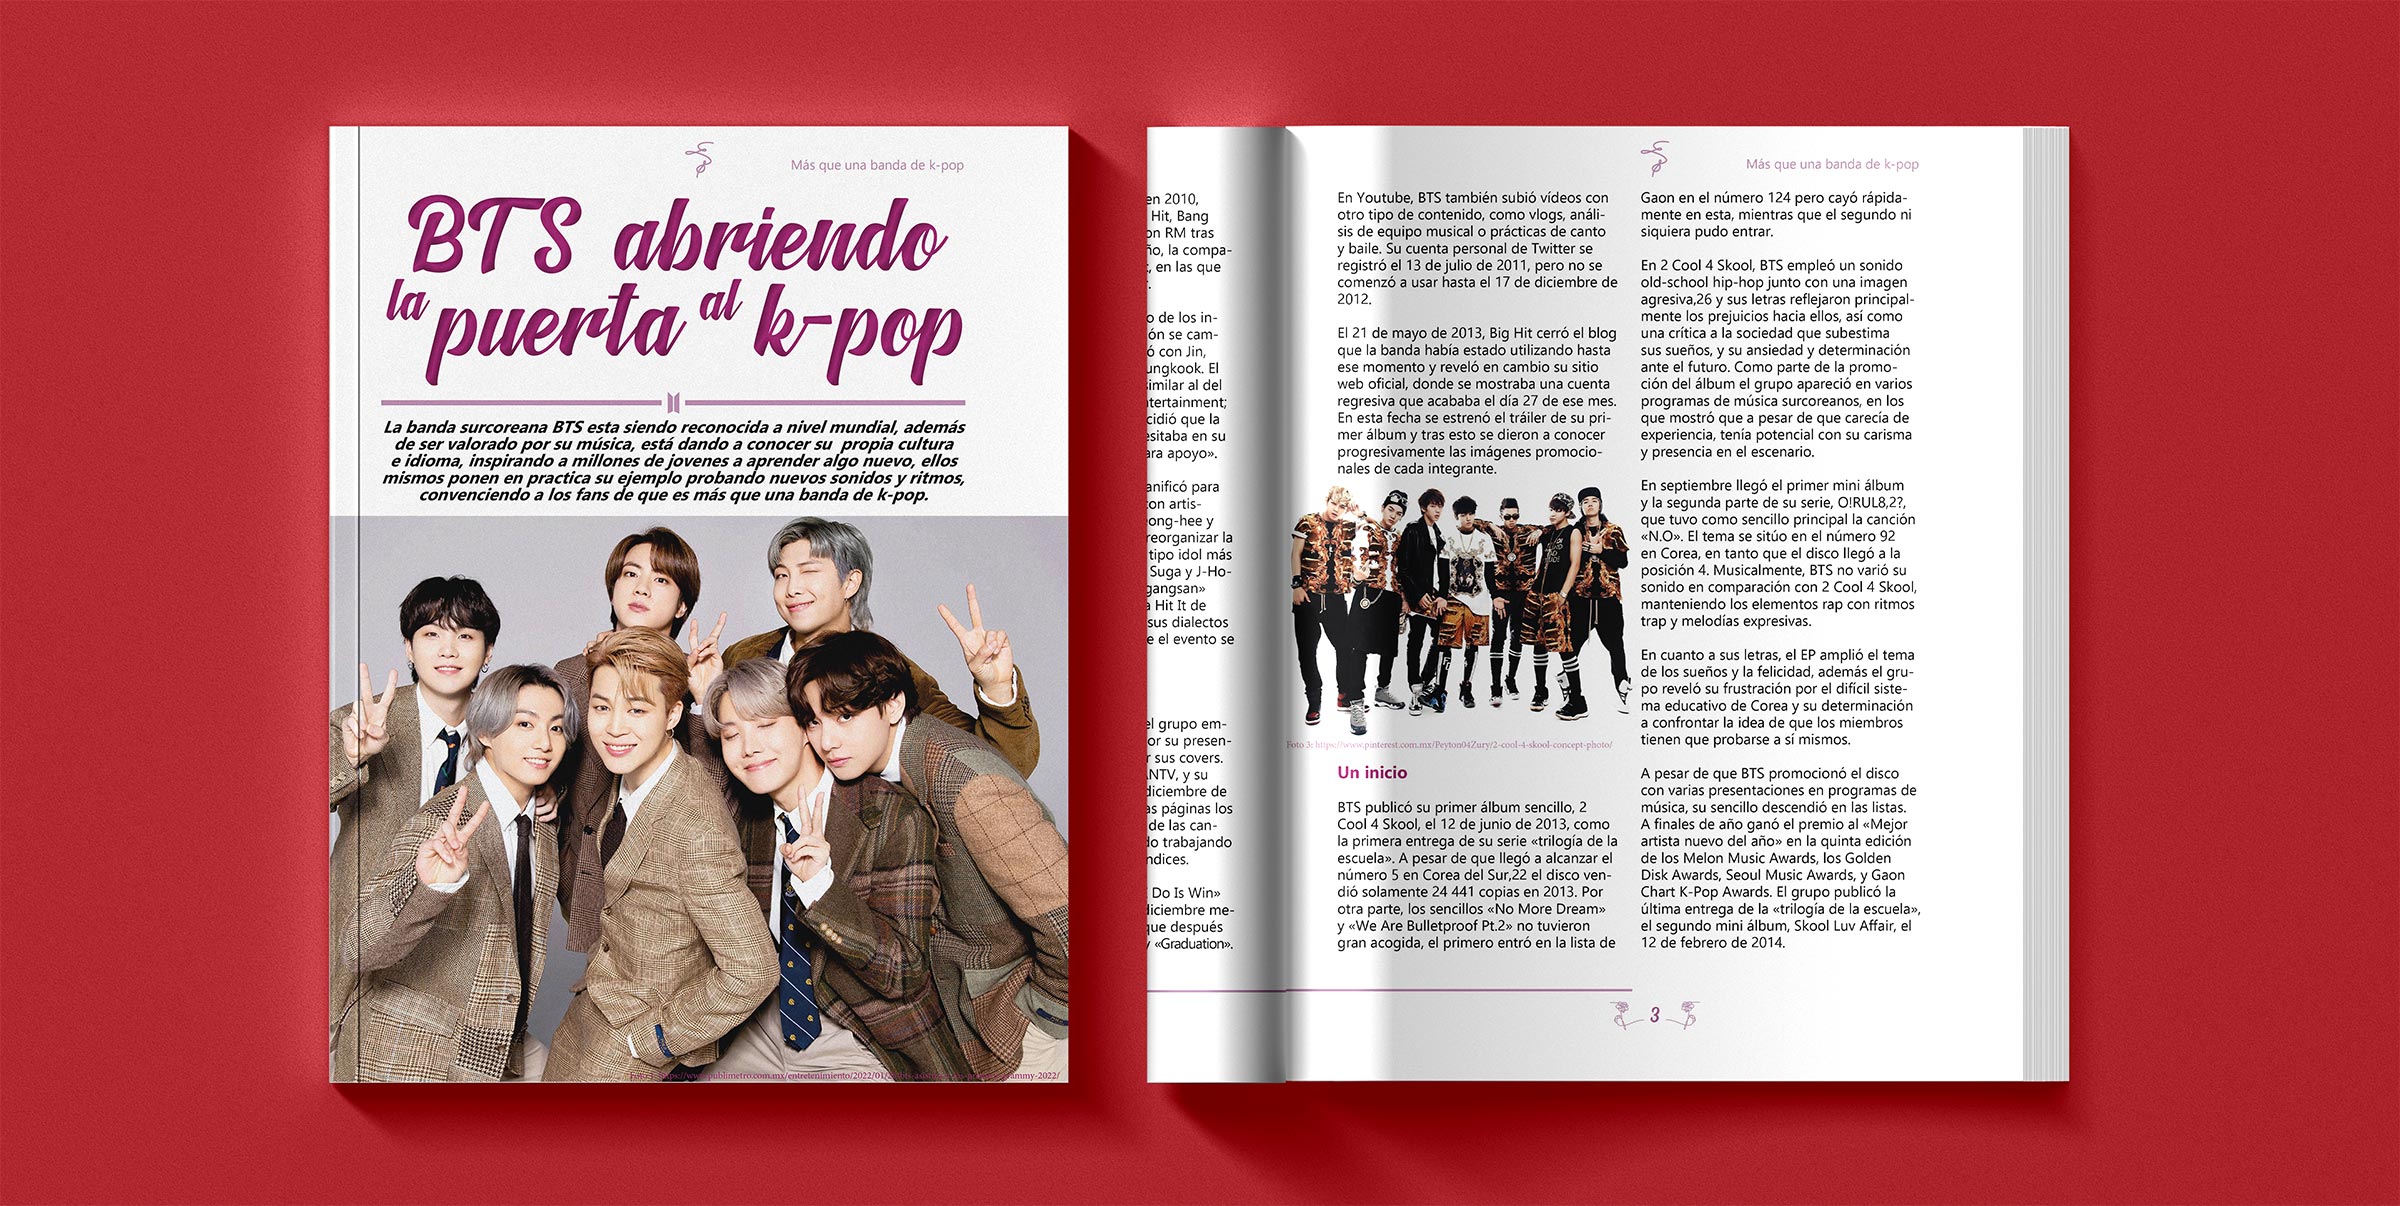 Más que una banda de k-pop
BTS abriendo
la puerta al k-pop
La banda surcoreana BTS esta siendo reconocida a nivel mundial, además
de ser valorado por su música, está dando a conocer su propia cultura
e idioma, inspirando a millones de jovenes a aprender algo nuevo, ellos
mismos ponen en practica su ejemplo probando nuevos sonidos y ritmos,
convenciendo a los fans de que es más que una banda de k-pop.
en 2010,
Hit, Bang
on RM tras
ño, la compa-
, en las que
o de los in-
ón se cam-
ó con Jin,
ungkook. El
similar al del
ntertainment;
cidió que la
esitaba en su
ara apoyo».
anificó para
con artis-
eong-hee y
reorganizar la
tipo idol más
Suga y J-Ho-
gangsan»
a Hit It de
sus dialectos
e el evento se
el grupo em-
or su presen-
r sus covers.
NTV, y su
diciembre de
as páginas los
de las can-
do trabajando
ndices.
Do Is Win»
diciembre me-
que después
y «Graduation».
Más que una banda de k-pop
En Youtube, BTS también subió vídeos con
otro tipo de contenido, como vlogs, análi-
sis de equipo musical o prácticas de canto
y baile. Su cuenta personal de Twitter se
registró el 13 de julio de 2011, pero no se
comenzó a usar hasta el 17 de diciembre de
2012.
El 21 de mayo de 2013, Big Hit cerró el blog
que la banda había estado utilizando hasta
ese momento y reveló en cambio su sitio
web oficial, donde se mostraba una cuenta
regresiva que acababa el día 27 de ese mes.
En esta fecha se estrenó el tráiler de su pri-
mer álbum y tras esto se dieron a conocer
progresivamente las imágenes promocio-
nales de cada integrante.
Foto 3: https://www.pinterest.com.mx/Peyton04Zury/2-cool-4-skool-concept-photo/
Un inicio
BTS publicó su primer álbum sencillo, 2
Cool 4 Skool, el 12 de junio de 2013, como
la primera entrega de su serie «trilogía de la
escuela». A pesar de que llegó a alcanzar el
número 5 en Corea del Sur,22 el disco ven-
dió solamente 24 441 copias en 2013. Por
otra parte, los sencillos «No More Dream»
y «We Are Bulletproof Pt.2» no tuvieron
gran acogida, el primero entró en la lista de
Gaon en el número 124 pero cayó rápida-
mente en esta, mientras que el segundo ni
siquiera pudo entrar.
En 2 Cool 4 Skool, BTS empleó un sonido
old-school hip-hop junto con una imagen
agresiva,26 y sus letras reflejaron principal-
mente los prejuicios hacia ellos, así como
una crítica a la sociedad que subestima
sus sueños, y su ansiedad y determinación
ante el futuro. Como parte de la promo-
ción del álbum el grupo apareció en varios
programas de música surcoreanos, en los
que mostró que a pesar de que carecía de
experiencia, tenía potencial con su carisma
y presencia en el escenario.
En septiembre llegó el primer mini álbum
y la segunda parte de su serie, O!RUL8,2?,
que tuvo como sencillo principal la canción
«N.O». El tema se sitúo en el número 92
en Corea, en tanto que el disco llegó a la
posición 4. Musicalmente, BTS no varió su
sonido en comparación con 2 Cool 4 Skool,
manteniendo los elementos rap con ritmos
trap y melodías expresivas.
En cuanto a sus letras, el EP amplió el tema
de los sueños y la felicidad, además el gru-
po reveló su frustración por el difícil siste-
ma educativo de Corea y su determinación
a confrontar la idea de que los miembros
tienen que probarse a sí mismos.
A pesar de que BTS promocionó el disco
con varias presentaciones en programas de
música, su sencillo descendió en las listas.
A finales de año ganó el premio al «Mejor
artista nuevo del año» en la quinta edición
de los Melon Music Awards, los Golden
Disk Awards, Seoul Music Awards, y Gaon
Chart K-Pop Awards. El grupo publicó la
última entrega de la «trilogía de la escuela»,
el segundo mini álbum, Skool Luv Affair, el
12 de febrero de 2014.
3